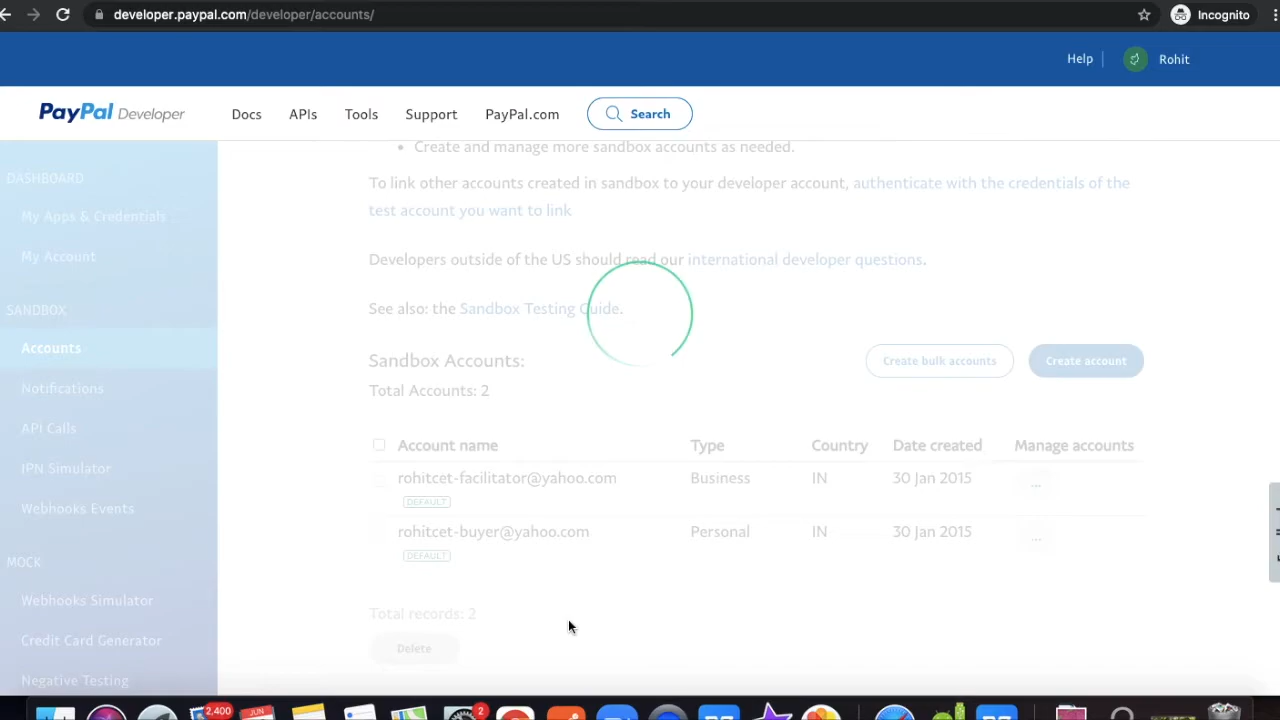 developer.paypal.com/developer/accounts/
Incognito
Help
Rohit
PayPal Developer
Docs
APIs
Tools
Support
PayPal.com
Search
DASHBOARD
My Apps & Credentials
My Account
SANDBOX
Accounts
Notifications
API Calls
IPN Simulator
Webhooks Events
MOCK
Webhooks Simulator
Credit Card Generator
Negative Testing
• Create and manage more sandbox accounts as needed.
To link other accounts created in sandbox to your developer account, authenticate with the credentials of the
test account you want to link
Developers outside of the US should read our international developer questions.
See also: the Sandbox Testing Guide.
Sandbox Accounts:
Create bulk accounts
Create account
Total Accounts: 2
Account name Type Country Date created Manage accounts
rohitcet-facilitator@yahoo.com Business IN 30 Jan 2015 ...
DEFAULT
rohitcet-buyer@yahoo.com Personal IN 30 Jan 2015 ...
DEFAULT
Total records: 2
Delete
2,400
JUN
2